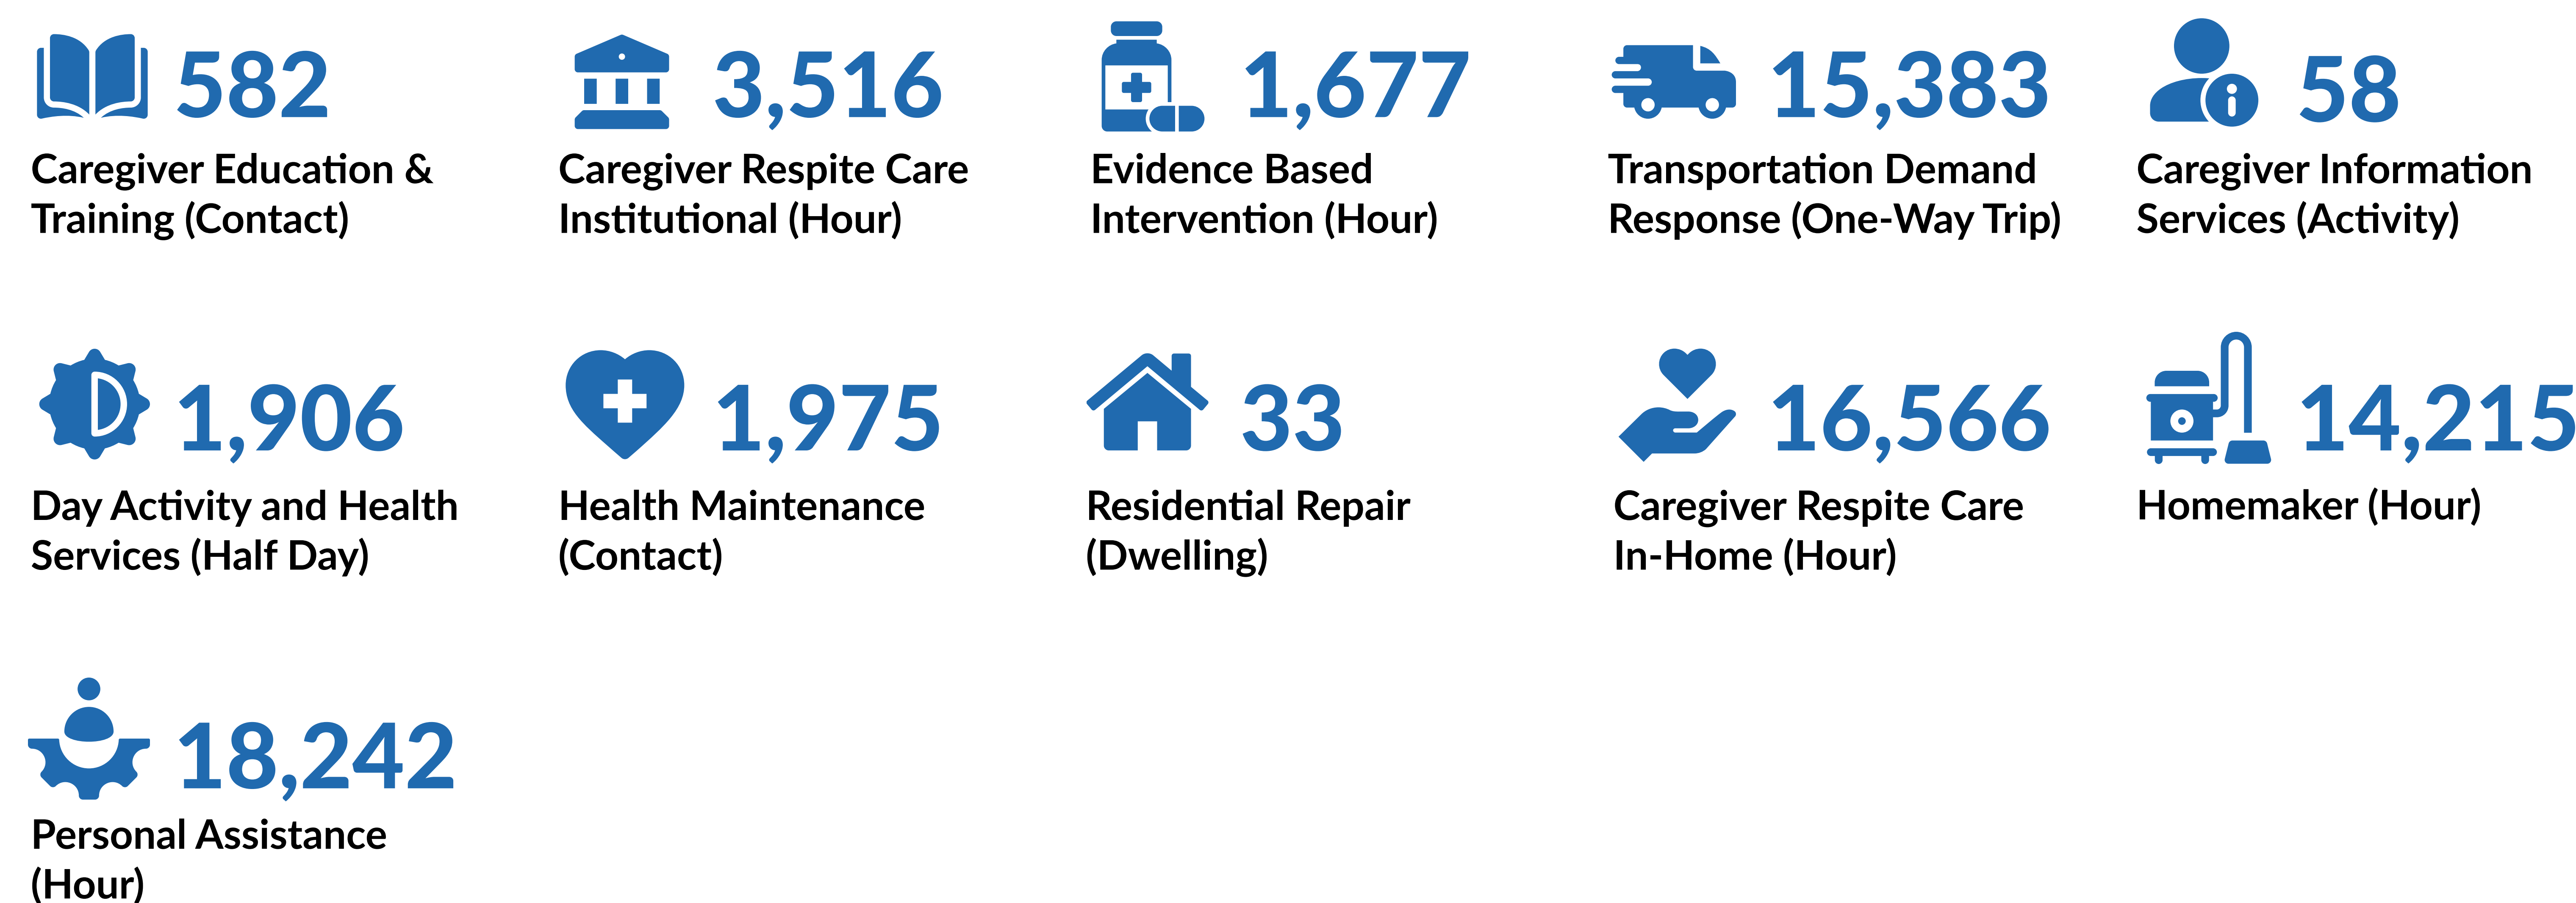 582
Caregiver Education &
Training (Contact)
3,516
Caregiver Respite Care
Institutional (Hour)
1,677
Evidence Based
Intervention (Hour)
15,383
Transportation Demand
Response (One-Way Trip)
58
Caregiver Information
Services (Activity)
1,906
Day Activity and Health
Services (Half Day)
1,975
Health Maintenance
(Contact)
33
Residential Repair
(Dwelling)
16,566
Caregiver Respite Care
In-Home (Hour)
14,215
Homemaker (Hour)
18,242
Personal Assistance
(Hour)